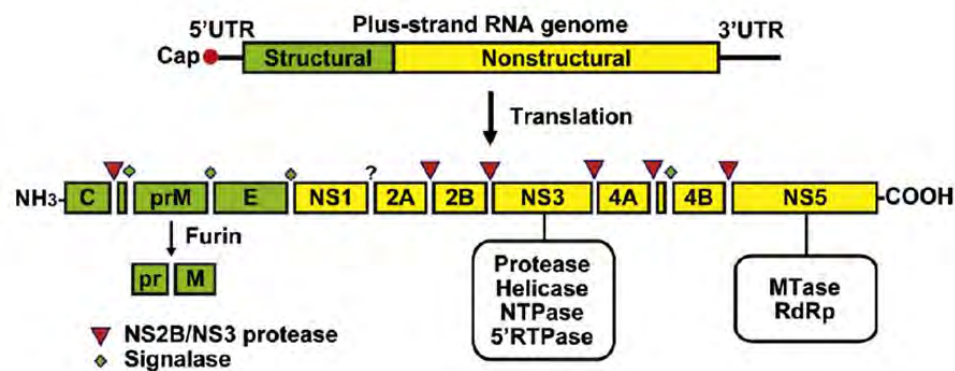 5'UTR Plus-strand RNA genome 3'UTR
Cap
Structural Nonstructural
Translation
?
NH3- C prM E NS1 2A 2B NS3 4A 4B NS5 -COOH
Furin
pr M
Protease
Helicase
NTPase
5'RTPase
MTase
RdRp
NS2B/NS3 protease
Signalase